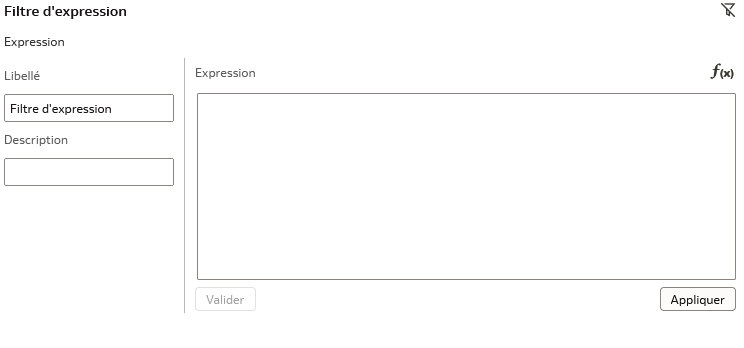 Filtre d'expression
Expression
Libellé
Filtre d'expression
Description
Expression
f(x)
Valider
Appliquer